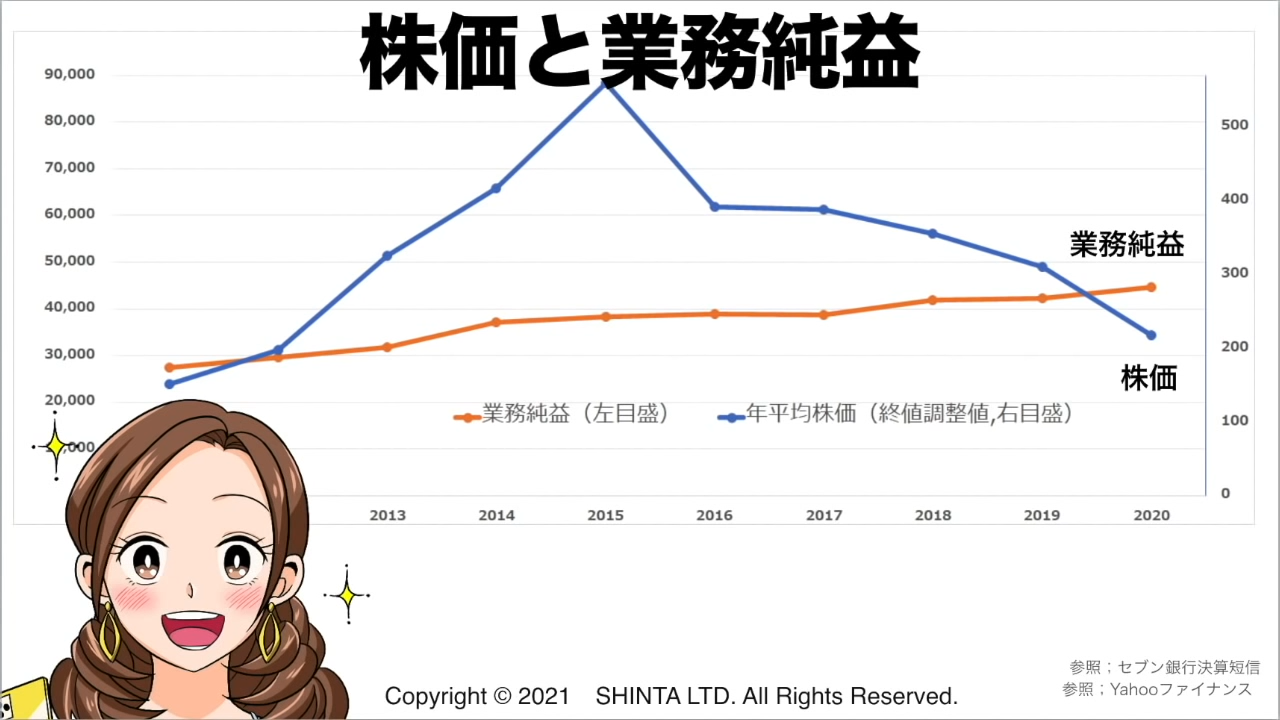 株価と業務純益
90,000
80,000
70,000
60,000
50,000
40,000
30,000
20,000
500
400
300
200
100
0
業務純益
株価
業務純益（左目盛） 年平均株価（終値調整値,右目盛）
2013 2014 2015 2016 2017 2018 2019 2020
参照；セブン銀行決算短信
参照；Yahooファイナンス
Copyright © 2021 SHINTA LTD. All Rights Reserved.